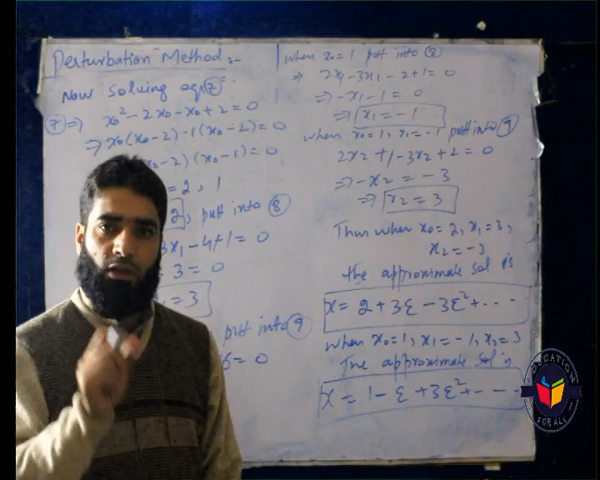 Perturbation Method:-
Now solving eq ⑦:-
⑦ ⇒ x0² - 2x0 - x0 + 2 = 0
⇒ x0(x0-2) -1(x0-2) = 0
x0-2)(x0-1) = 0
= 2, 1
2, put into ⑧
3x1 - 4+1 = 0
3 = 0
1 = 3
put into ⑨
6 = 0
when x0=1 put into ⑧
⇒ 2x1-3x1-2+1=0
⇒ -x1-1 = 0
⇒ x1=-1
when x0=1, x1=-1 put into ⑨
2x2+1-3x2+2=0
⇒ -x2 = -3
⇒ x2 = 3
Thus when x0=2, x1=3,
x2=-3
the approximate sol is
x = 2+3ε-3ε²+----
when x0=1, x1=-1, x2=3
The approximate sol is
x = 1-ε+3ε²+----
EDUCATION
FOR ALL